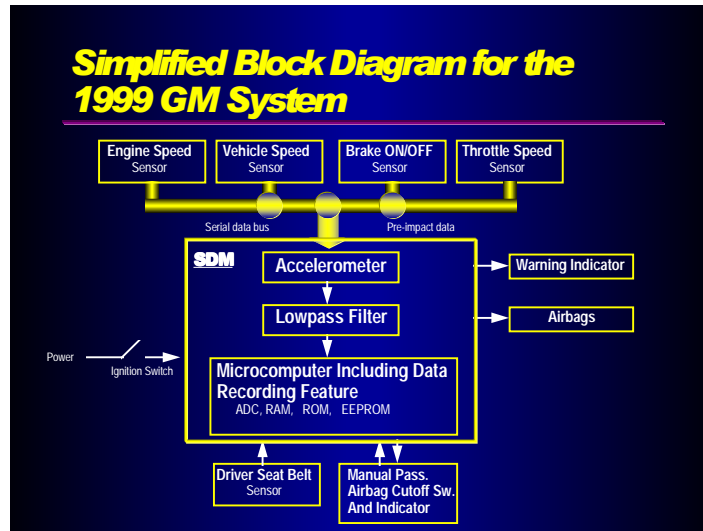 Simplified Block Diagram for the
1999 GM System
Engine Speed
Sensor
Vehicle Speed
Sensor
Brake ON/OFF
Sensor
Throttle Speed
Sensor
Serial data bus
Pre-impact data
SDM
Accelerometer
Warning Indicator
Lowpass Filter
Airbags
Power
Ignition Switch
Microcomputer Including Data
Recording Feature
ADC, RAM, ROM, EEPROM
Driver Seat Belt
Sensor
Manual Pass.
Airbag Cutoff Sw.
And Indicator